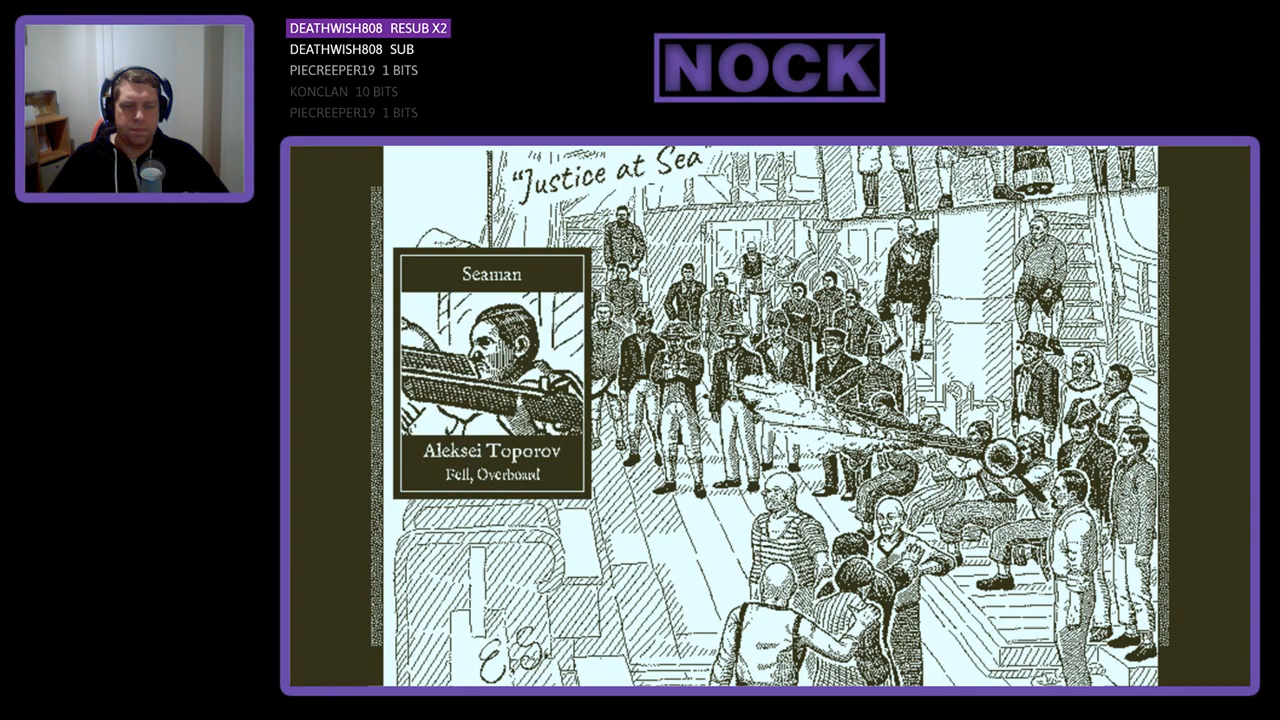 DEATHWISH808 RESUB X2
DEATHWISH808 SUB
PIECREEPER19 1 BITS
KONCLAN 10 BITS
PIECREEPER19 1 BITS
NOCK
"Justice at Sea"
Seaman
Aleksei Toporov
Fell, Overboard
E.S.